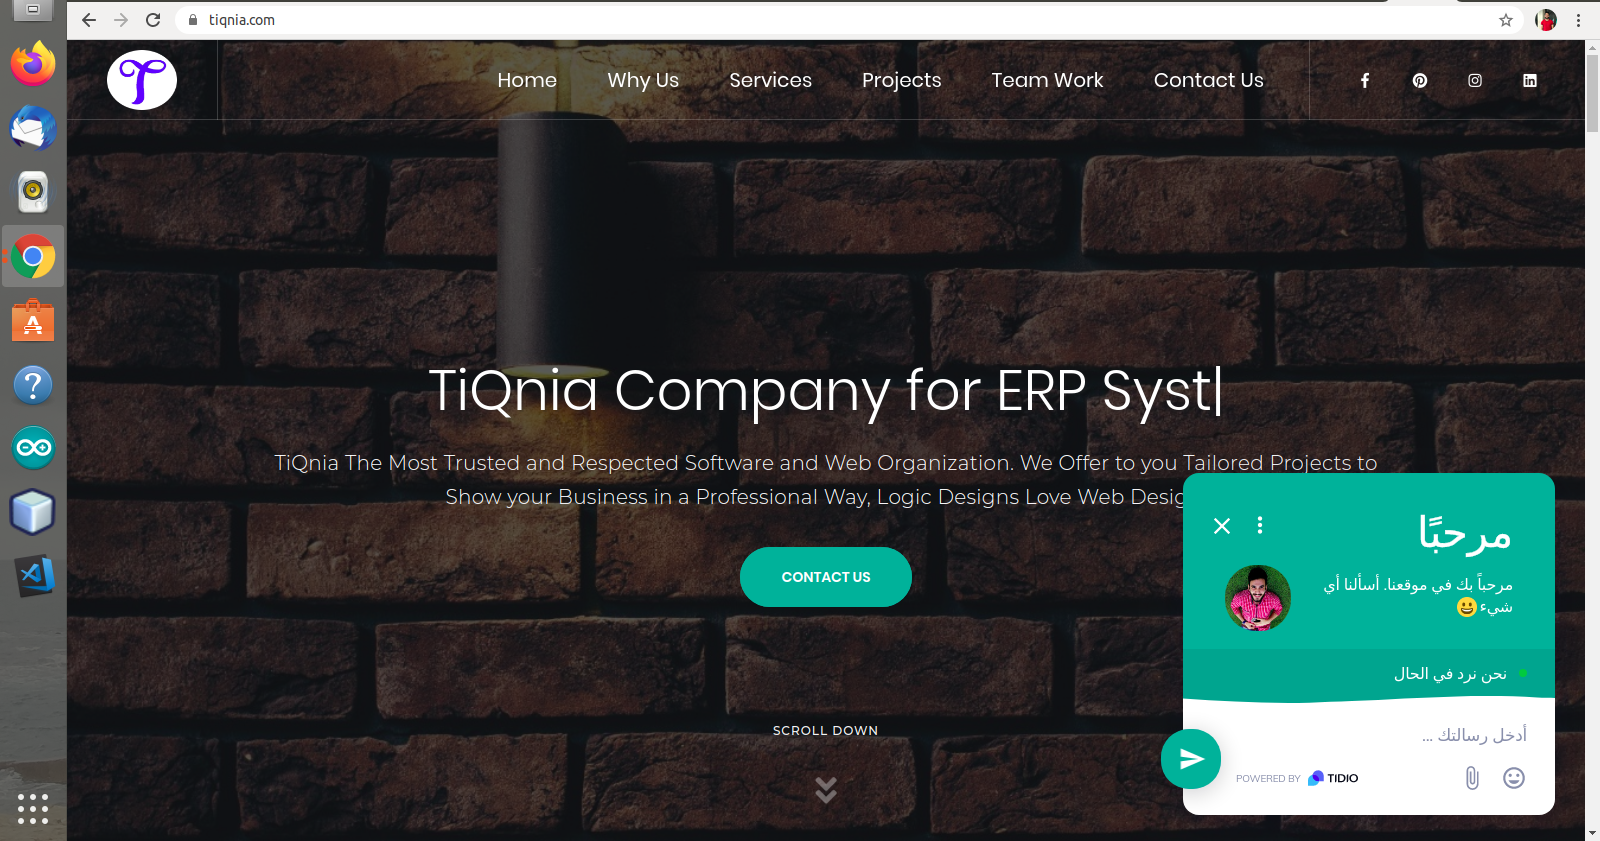 tiqnia.com
Home Why Us Services Projects Team Work Contact Us
TiQnia Company for ERP Syst|
TiQnia The Most Trusted and Respected Software and Web Organization. We Offer to you Tailored Projects to
Show your Business in a Professional Way, Logic Designs Love Web Desig
CONTACT US
SCROLL DOWN
مرحبًا
مرحباً بك في موقعنا. أسألنا أي
شيء 😀
نحن نرد في الحال
أدخل رسالتك ...
POWERED BY TIDIO